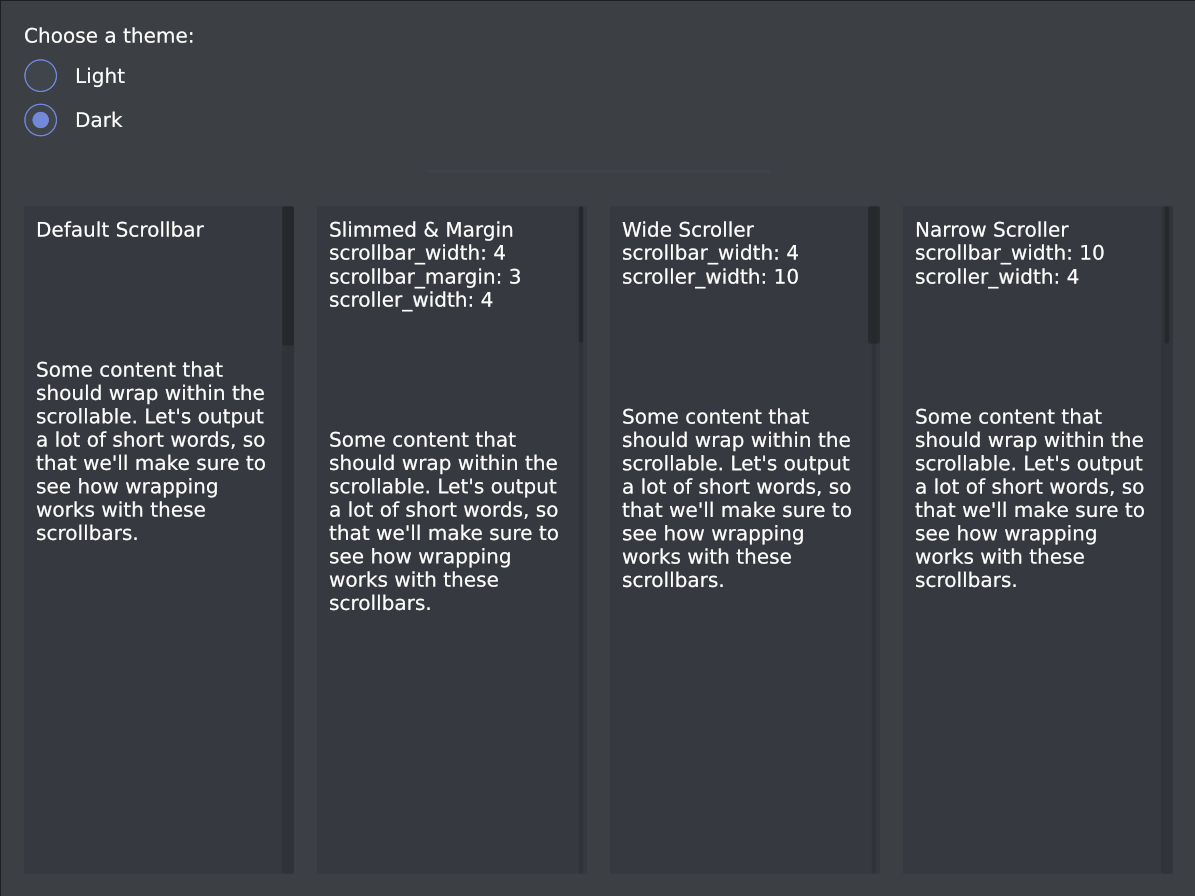 Choose a theme:
Light
Dark
Default Scrollbar
Some content that
should wrap within the
scrollable. Let's output
a lot of short words, so
that we'll make sure to
see how wrapping
works with these
scrollbars.
Slimmed & Margin
scrollbar_width: 4
scrollbar_margin: 3
scroller_width: 4
Some content that
should wrap within the
scrollable. Let's output
a lot of short words, so
that we'll make sure to
see how wrapping
works with these
scrollbars.
Wide Scroller
scrollbar_width: 4
scroller_width: 10
Some content that
should wrap within the
scrollable. Let's output
a lot of short words, so
that we'll make sure to
see how wrapping
works with these
scrollbars.
Narrow Scroller
scrollbar_width: 10
scroller_width: 4
Some content that
should wrap within the
scrollable. Let's output
a lot of short words, so
that we'll make sure to
see how wrapping
works with these
scrollbars.